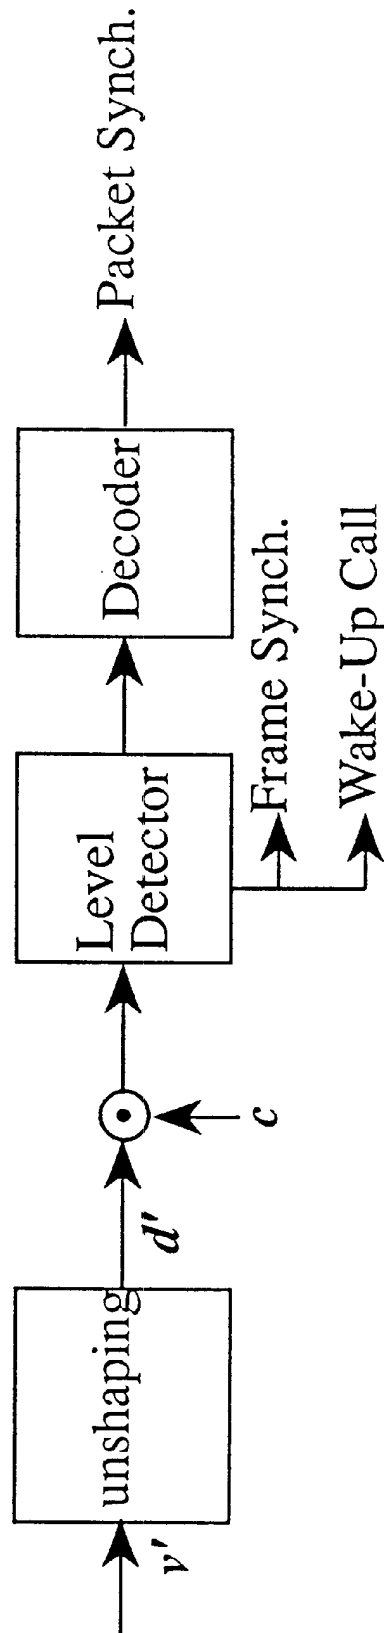 v'
unshaping
d'
c
Level
Detector
Frame Synch.
Wake-Up Call
Decoder
Packet Synch.